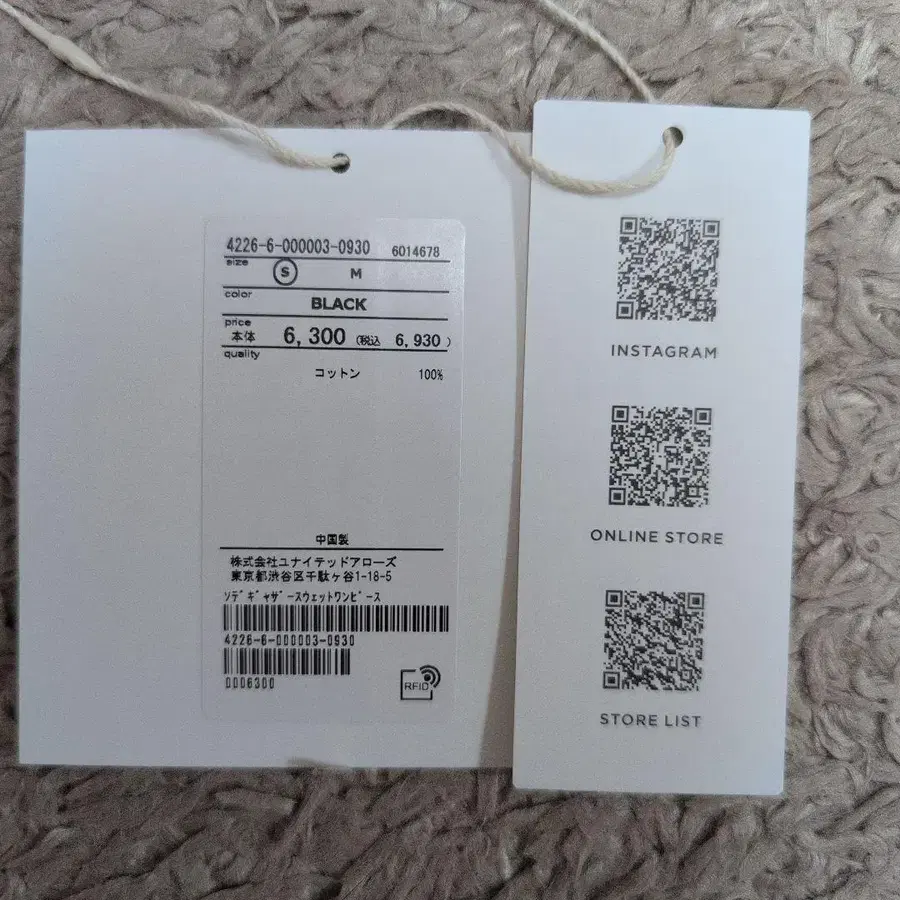 4226-6-000003-0930 6014678
size S M
color BLACK
price 本体 6,300 (税込 6,930)
quality
コットン 100%
中国製
株式会社ユナイテッドアローズ
東京都渋谷区千駄ヶ谷1-18-5
ソデギャザースウェットワンピース
4226-6-000003-0930
0006300
RFID
INSTAGRAM
ONLINE STORE
STORE LIST